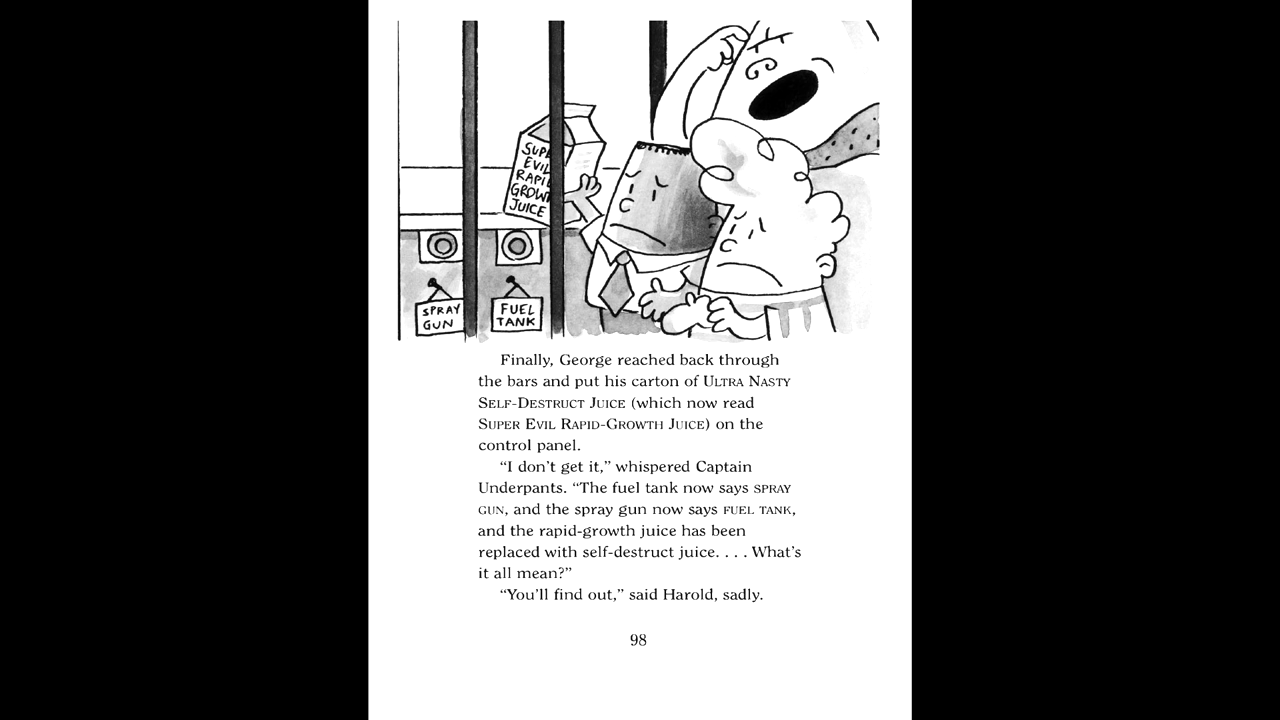 SUPE
EVIL
RAPI
GROW
JUICE
SPRAY
GUN
FUEL
TANK
Finally, George reached back through
the bars and put his carton of ULTRA NASTY
SELF-DESTRUCT JUICE (which now read
SUPER EVIL RAPID-GROWTH JUICE) on the
control panel.
“I don’t get it,” whispered Captain
Underpants. “The fuel tank now says SPRAY
GUN, and the spray gun now says FUEL TANK,
and the rapid-growth juice has been
replaced with self-destruct juice. . . . What’s
it all mean?”
“You’ll find out,” said Harold, sadly.
98